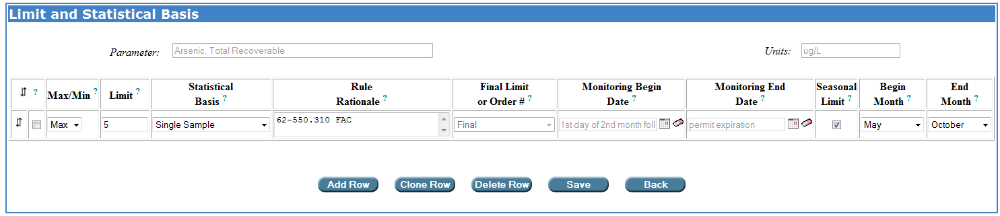 Limit and Statistical Basis
Parameter: Arsenic, Total Recoverable Units: ug/L
? Max/Min ? Limit ? Statistical Basis ? Rule Rationale ? Final Limit or Order # ? Monitoring Begin Date ? Monitoring End Date ? Seasonal Limit ? Begin Month ? End Month ?
Max 5 Single Sample 62-550.310 FAC Final 1st day of 2nd month foll permit expiration May October
Add Row Clone Row Delete Row Save Back